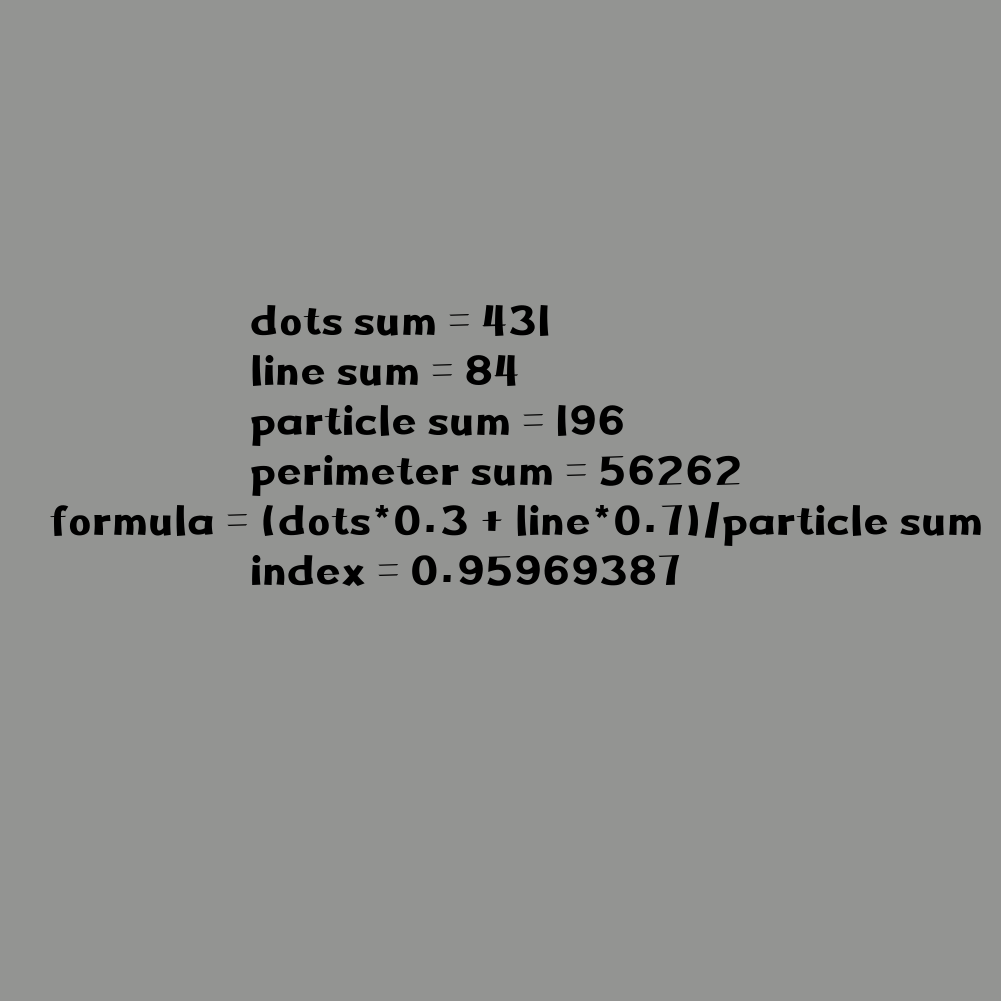 dots sum = 431
line sum = 84
particle sum = 196
perimeter sum = 56262
formula = (dots*0.3 + line*0.7)/particle sum
index = 0.95969387